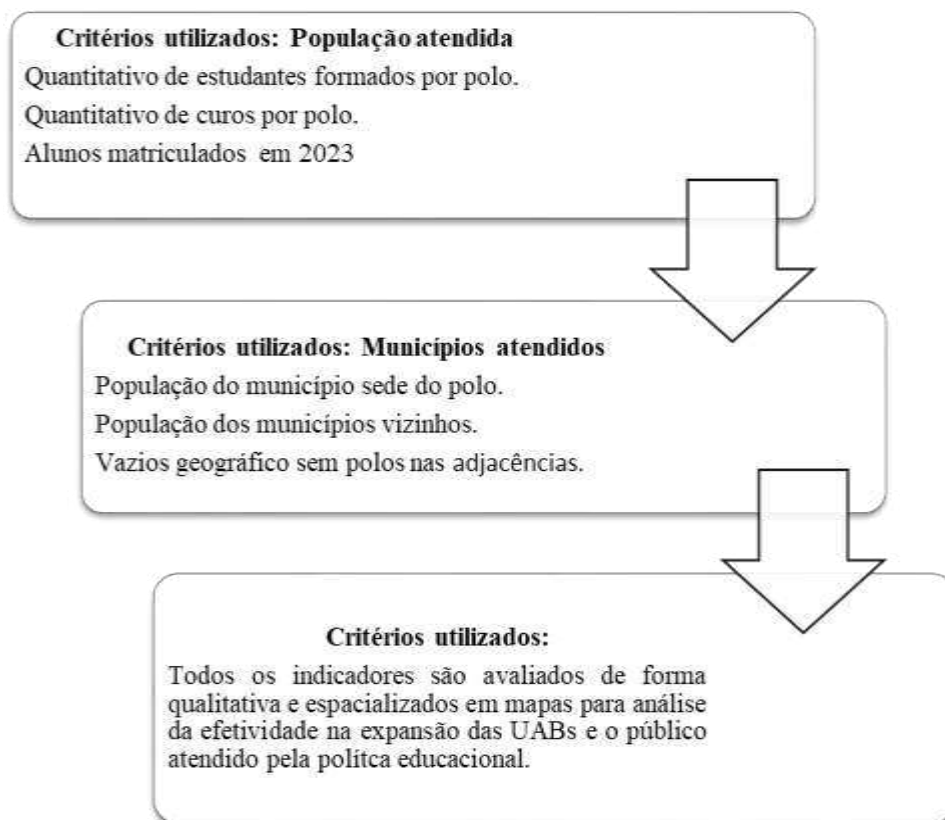 Critérios utilizados: População atendida
Quantitativo de estudantes formados por polo.
Quantitativo de curos por polo.
Alunos matriculados em 2023
Critérios utilizados: Municípios atendidos
População do município sede do polo.
População dos municípios vizinhos.
Vazios geográfico sem polos nas adjacências.
Critérios utilizados:
Todos os indicadores são avaliados de forma
qualitativa e espacializados em mapas para análise
da efetividade na expansão das UABs e o público
atendido pela polítca educacional.